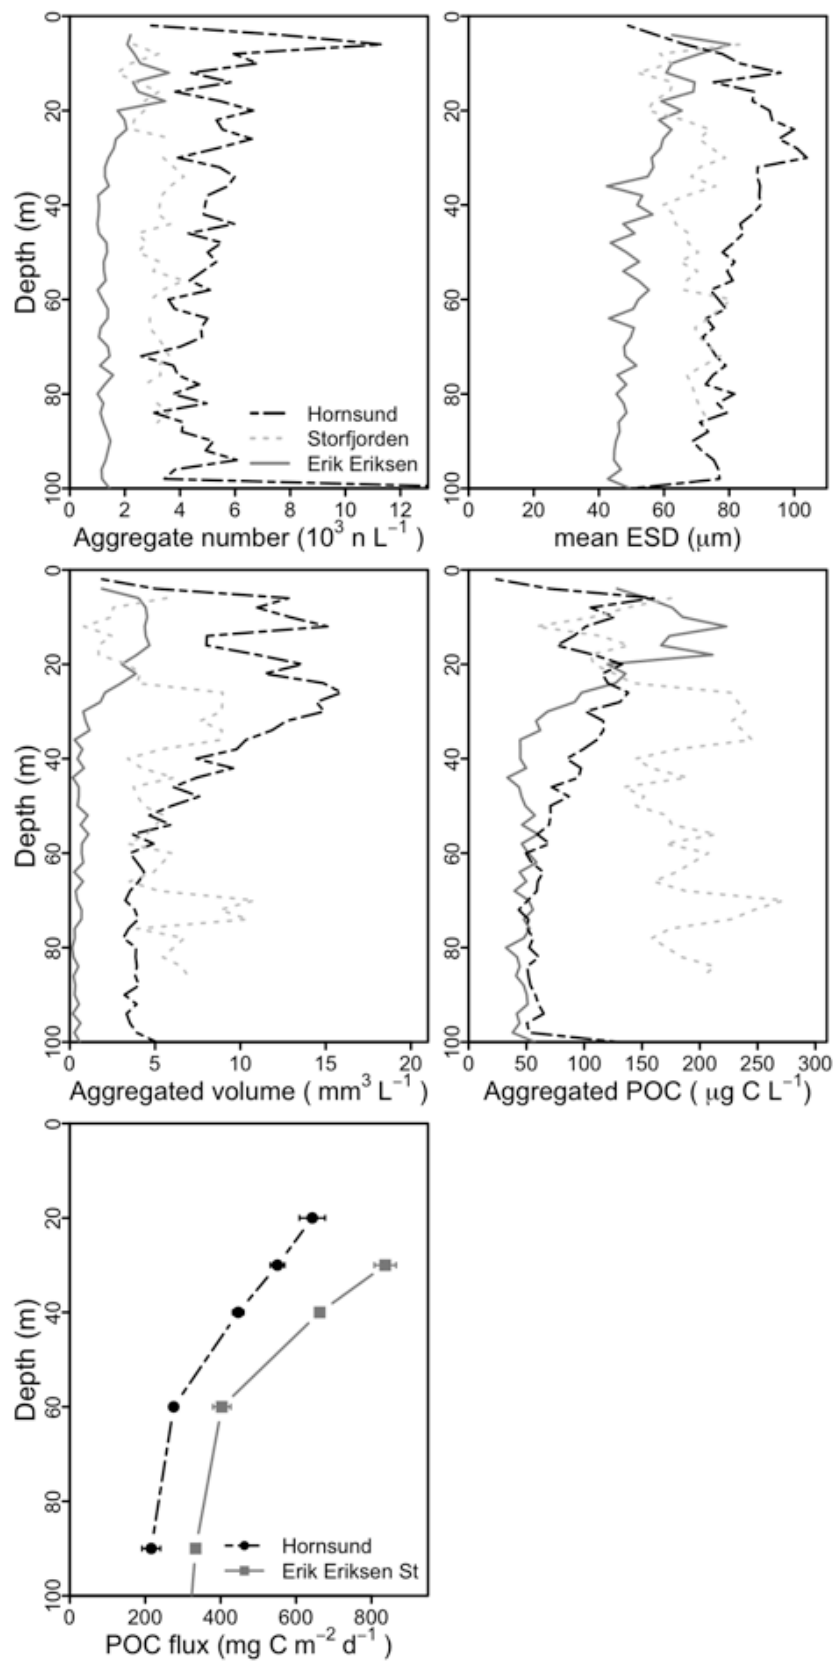 0
20
40
60
80
100
Depth (m)
0 2 4 6 8 10 12
Aggregate number (10³ n L⁻¹ )
Hornsund
Storfjorden
Erik Eriksen
0
20
40
60
80
100
0 20 40 60 80 100
mean ESD (μm)
0
20
40
60
80
100
Depth (m)
0 5 10 15 20
Aggregated volume ( mm³ L⁻¹ )
0
20
40
60
80
100
0 50 100 150 200 250 300
Aggregated POC ( μg C L⁻¹ )
0
20
40
60
80
100
Depth (m)
Hornsund
Erik Eriksen St
0 200 400 600 800
POC flux (mg C m⁻² d⁻¹ )